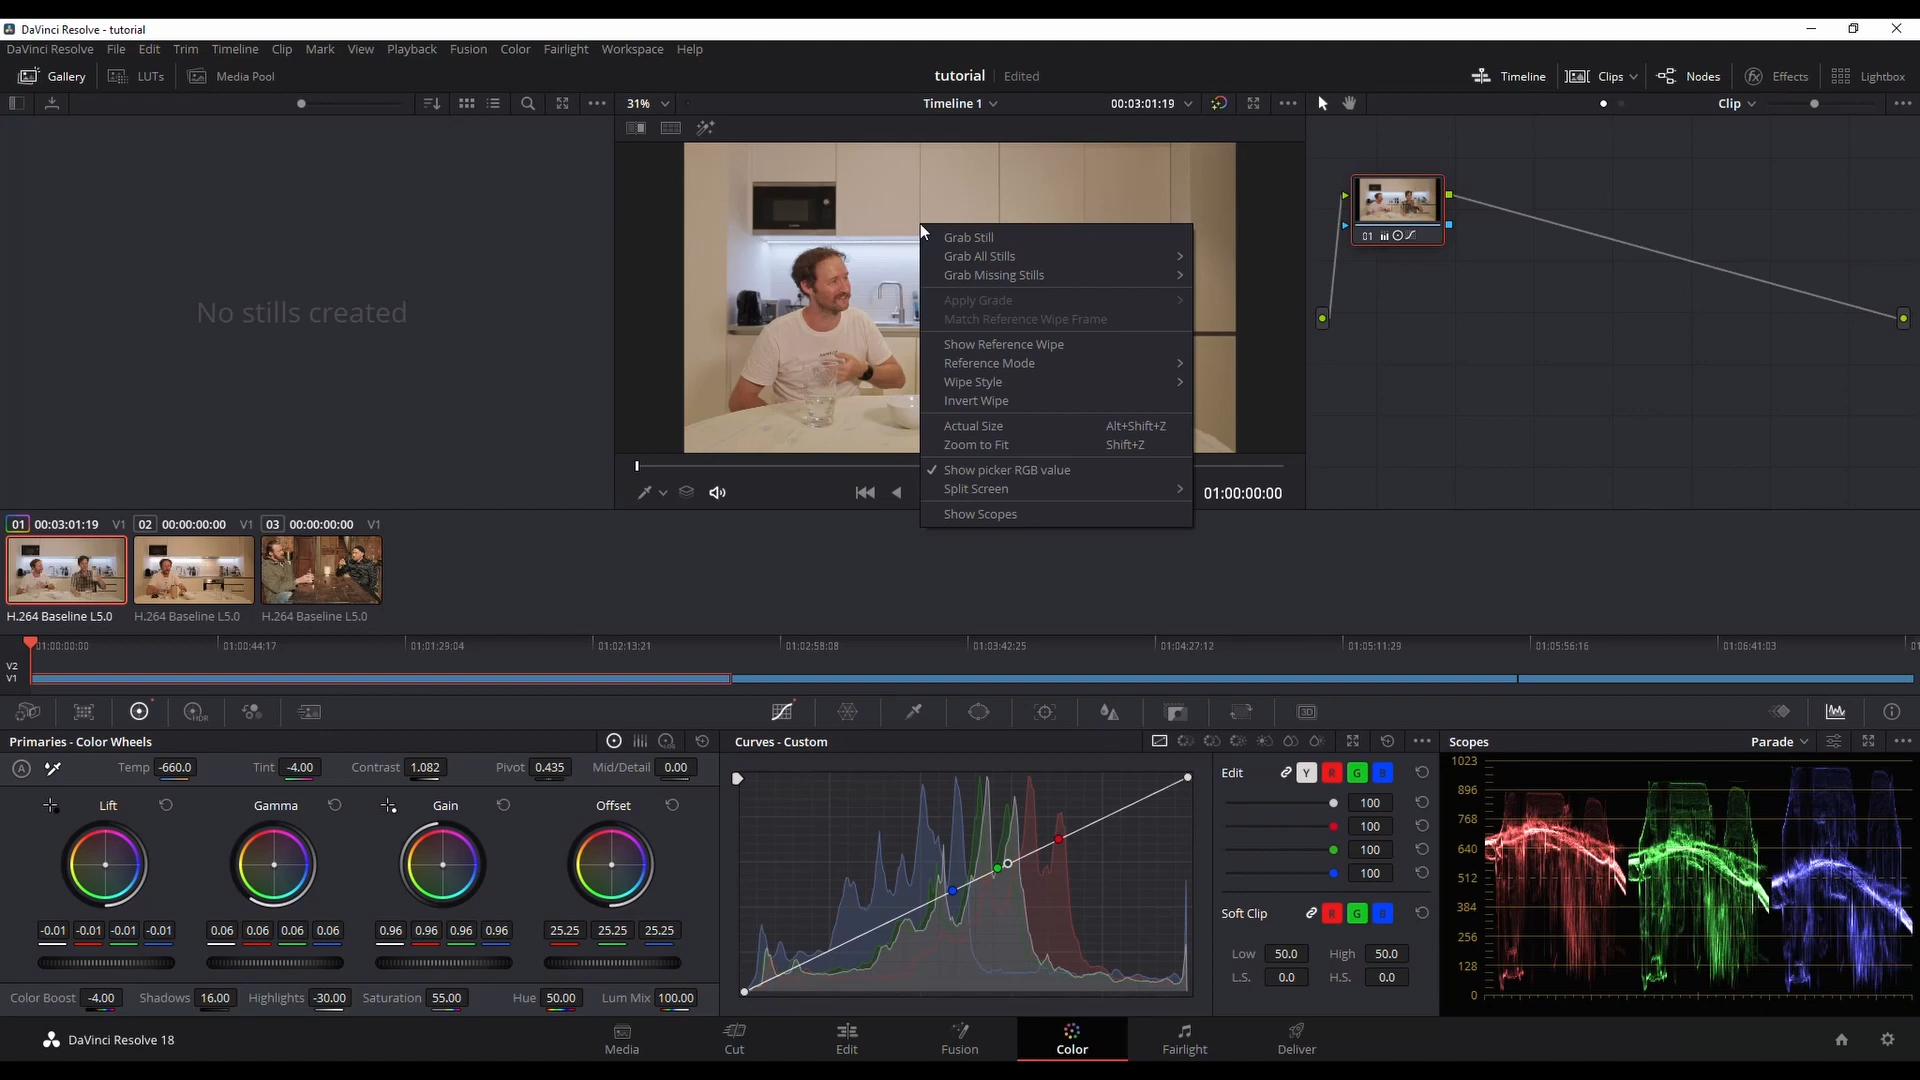 DaVinci Resolve - tutorial
DaVinci Resolve File Edit Trim Timeline Clip Mark View Playback Fusion Color Fairlight Workspace Help
Gallery LUTs Media Pool tutorial Edited Timeline Clips Nodes Effects Lightbox
31% Timeline 1 00:03:01:19 Clip
No stills created
Grab Still
Grab All Stills
Grab Missing Stills
Apply Grade
Match Reference Wipe Frame
Show Reference Wipe
Reference Mode
Wipe Style
Invert Wipe
Actual Size Alt+Shift+Z
Zoom to Fit Shift+Z
Show picker RGB value
Split Screen
Show Scopes
01
01:00:00:00
01 00:03:01:19 V1 02 00:00:00:00 V1 03 00:00:00:00 V1
H.264 Baseline L5.0 H.264 Baseline L5.0 H.264 Baseline L5.0
01:00:00:00 01:00:44:17 01:01:29:04 01:02:13:21 01:02:58:08 01:03:42:25 01:04:27:12 01:05:11:29 01:05:56:16 01:06:41:03
V2
V1
HDR 3D
Primaries - Color Wheels Curves - Custom Scopes Parade
A Temp -660.0 Tint -4.00 Contrast 1.082 Pivot 0.435 Mid/Detail 0.00
Lift Gamma Gain Offset
-0.01 -0.01 -0.01 -0.01 0.06 0.06 0.06 0.06 0.96 0.96 0.96 0.96 25.25 25.25 25.25
Color Boost -4.00 Shadows 16.00 Highlights -30.00 Saturation 55.00 Hue 50.00 Lum Mix 100.00
Edit Y R G B
100
100
100
100
Soft Clip R G B
Low 50.0 High 50.0
L.S. 0.0 H.S. 0.0
1023
896
768
640
512
384
256
128
0
DaVinci Resolve 18 Media Cut Edit Fusion Color Fairlight Deliver